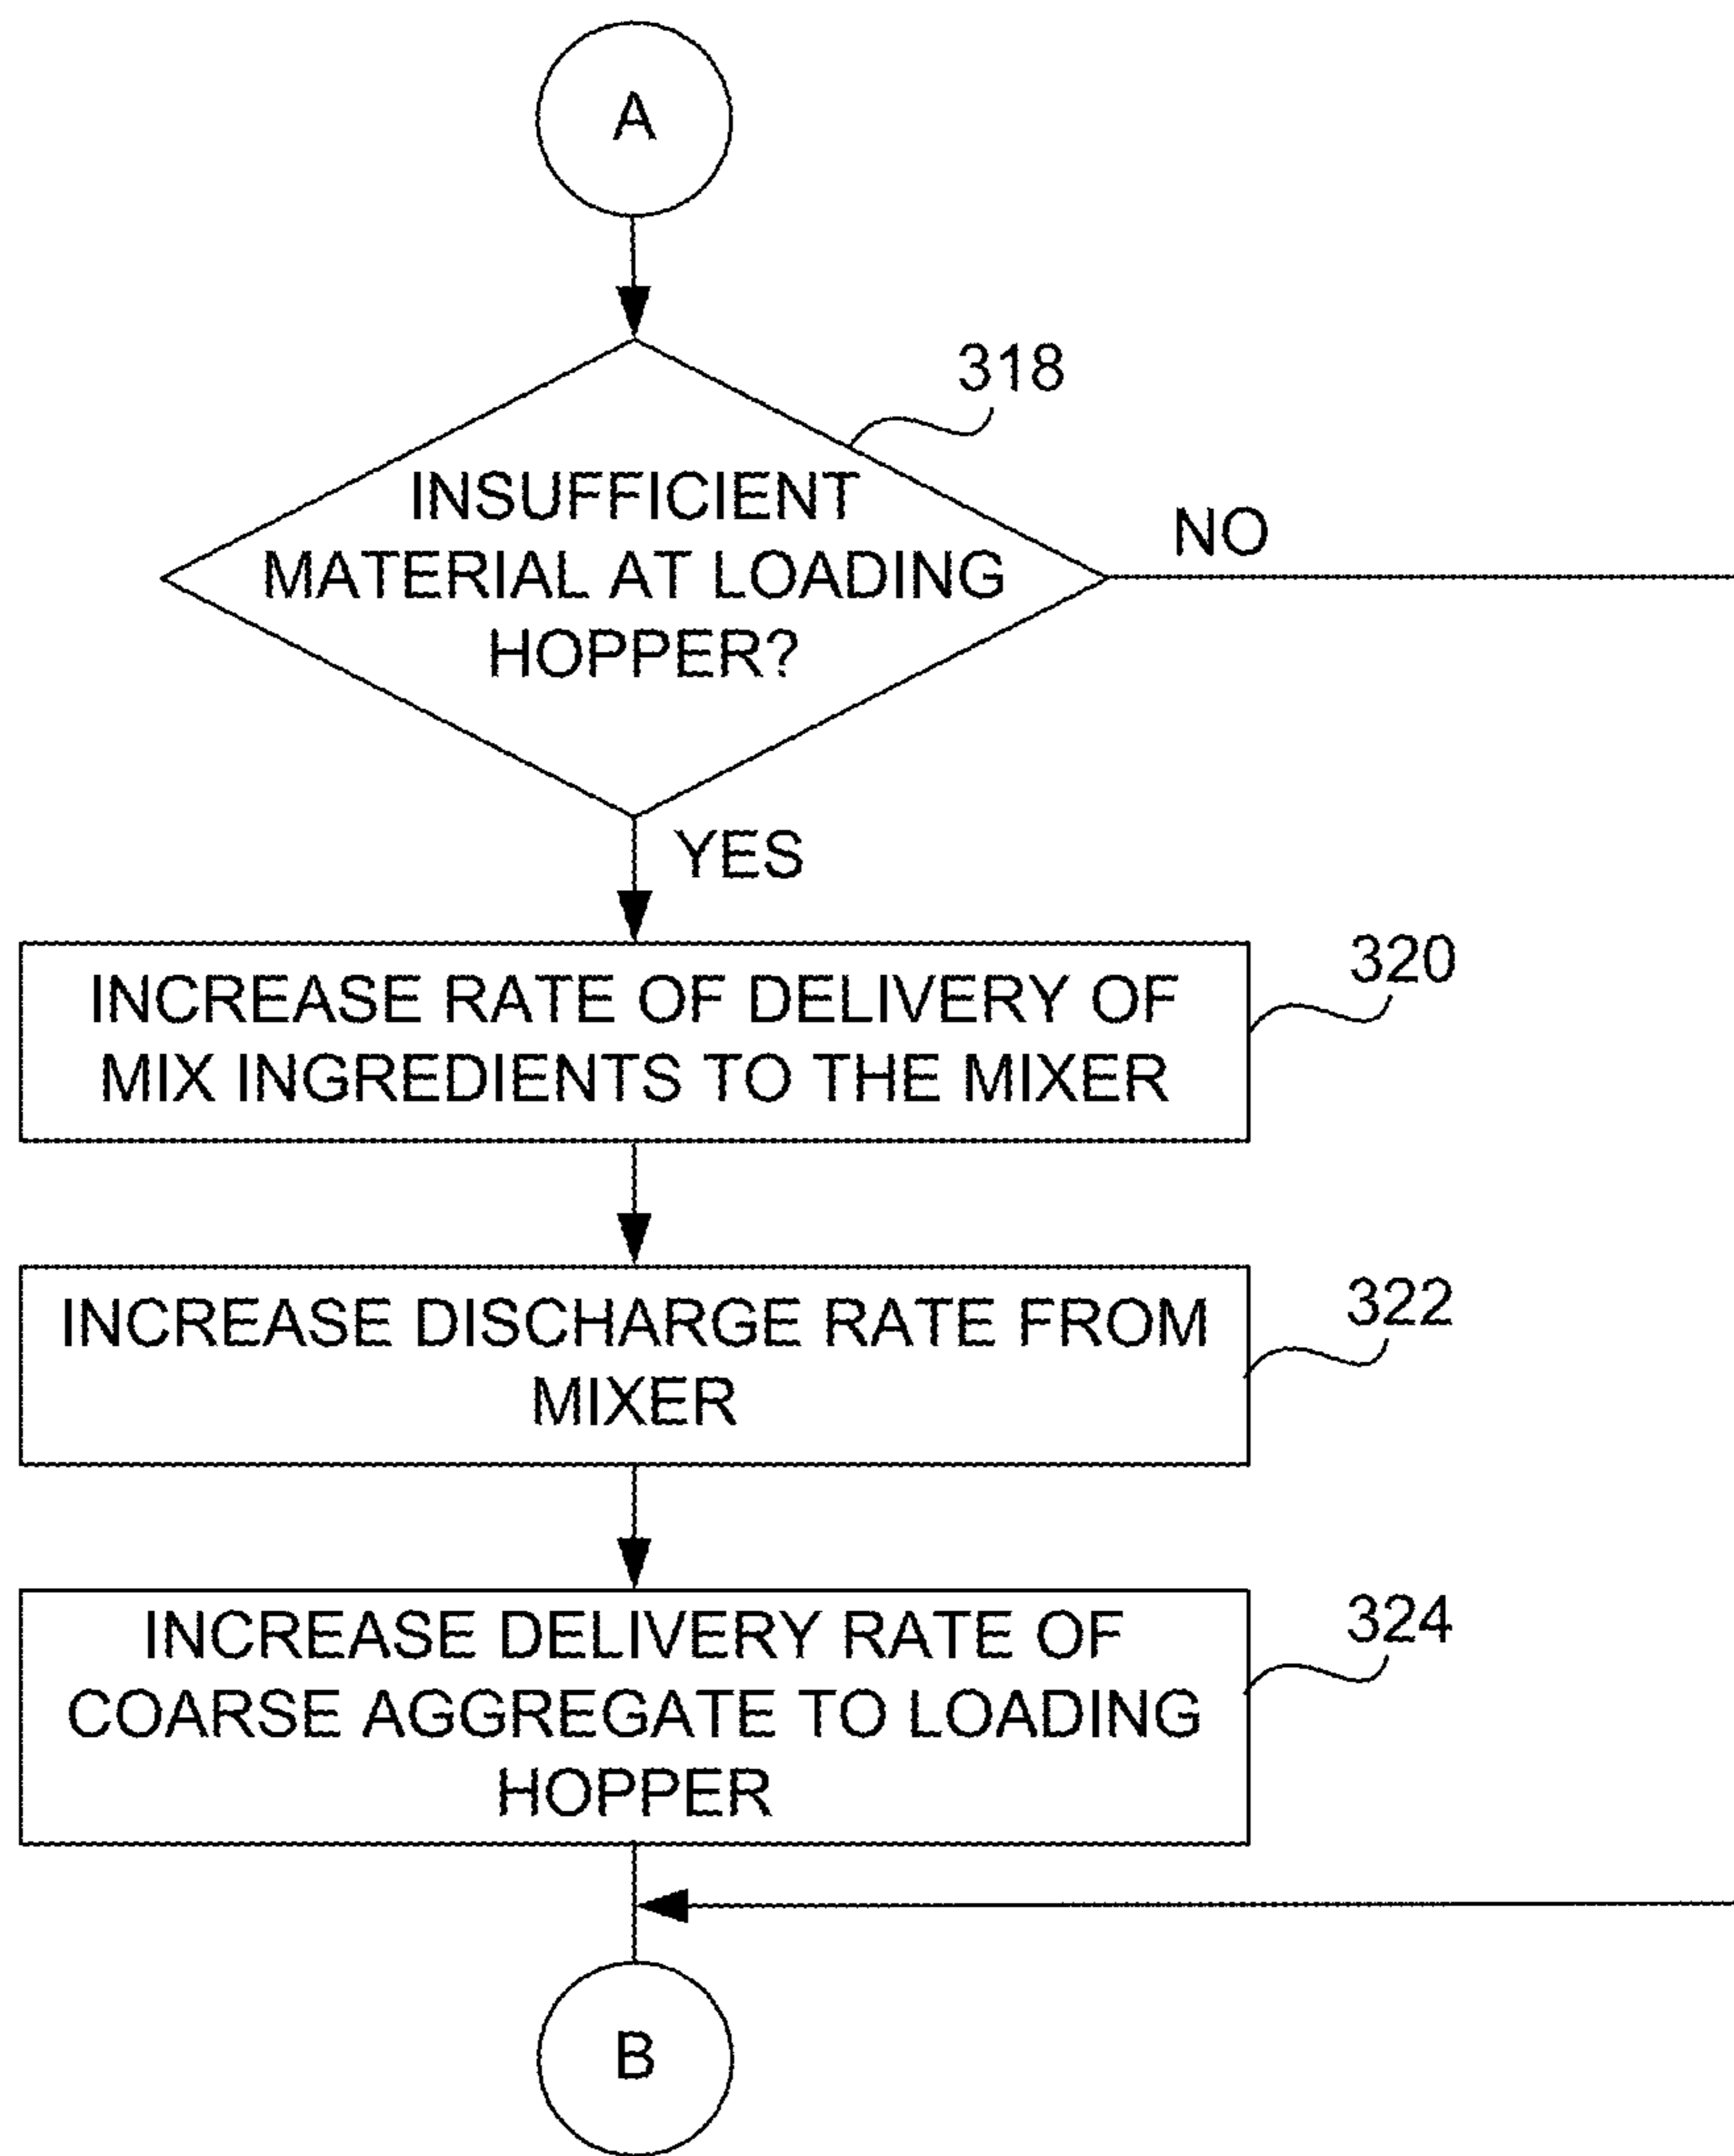 A
318
INSUFFICIENT
MATERIAL AT LOADING
HOPPER?
NO
YES
320
INCREASE RATE OF DELIVERY OF
MIX INGREDIENTS TO THE MIXER
322
INCREASE DISCHARGE RATE FROM
MIXER
324
INCREASE DELIVERY RATE OF
COARSE AGGREGATE TO LOADING
HOPPER
B